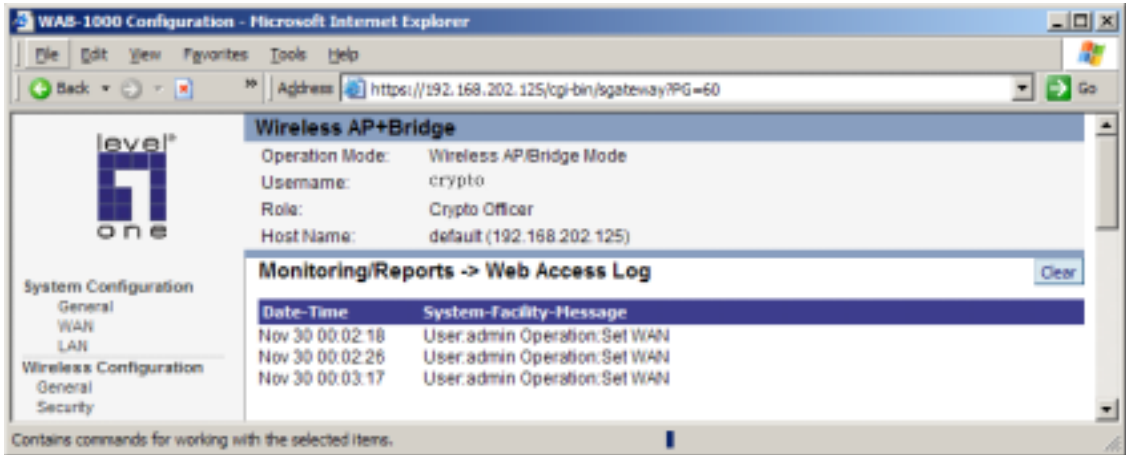 WAB-1000 Configuration - Microsoft Internet Explorer
File Edit View Favorites Tools Help
Back » Address https://192.168.202.125/cgi-bin/sgateway?PG=60 Go
level®
one
Wireless AP+Bridge
Operation Mode: Wireless AP/Bridge Mode
Username: crypto
Role: Crypto Officer
Host Name: default (192.168.202.125)
Monitoring/Reports -> Web Access Log Clear
Date-Time System-Facility-Message
Nov 30 00:02:18 User:admin Operation:Set WAN
Nov 30 00:02:26 User:admin Operation:Set WAN
Nov 30 00:03:17 User:admin Operation:Set WAN
System Configuration
General
WAN
LAN
Wireless Configuration
General
Security
Contains commands for working with the selected items.